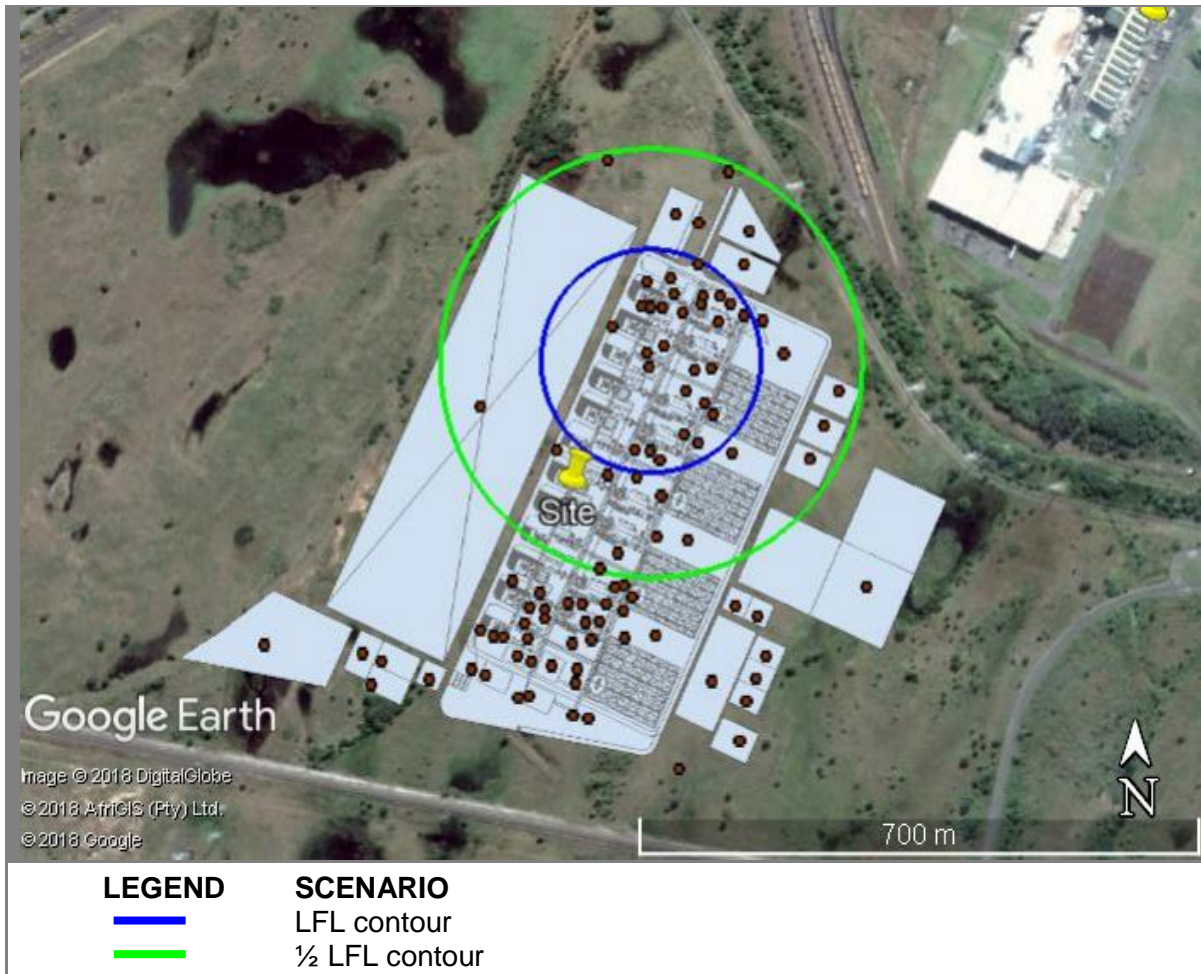 Site
Google Earth
Image © 2018 DigitalGlobe
© 2018 AfriGIS (Pty) Ltd.
© 2018 Google
N
700 m
LEGEND SCENARIO
LFL contour
½ LFL contour